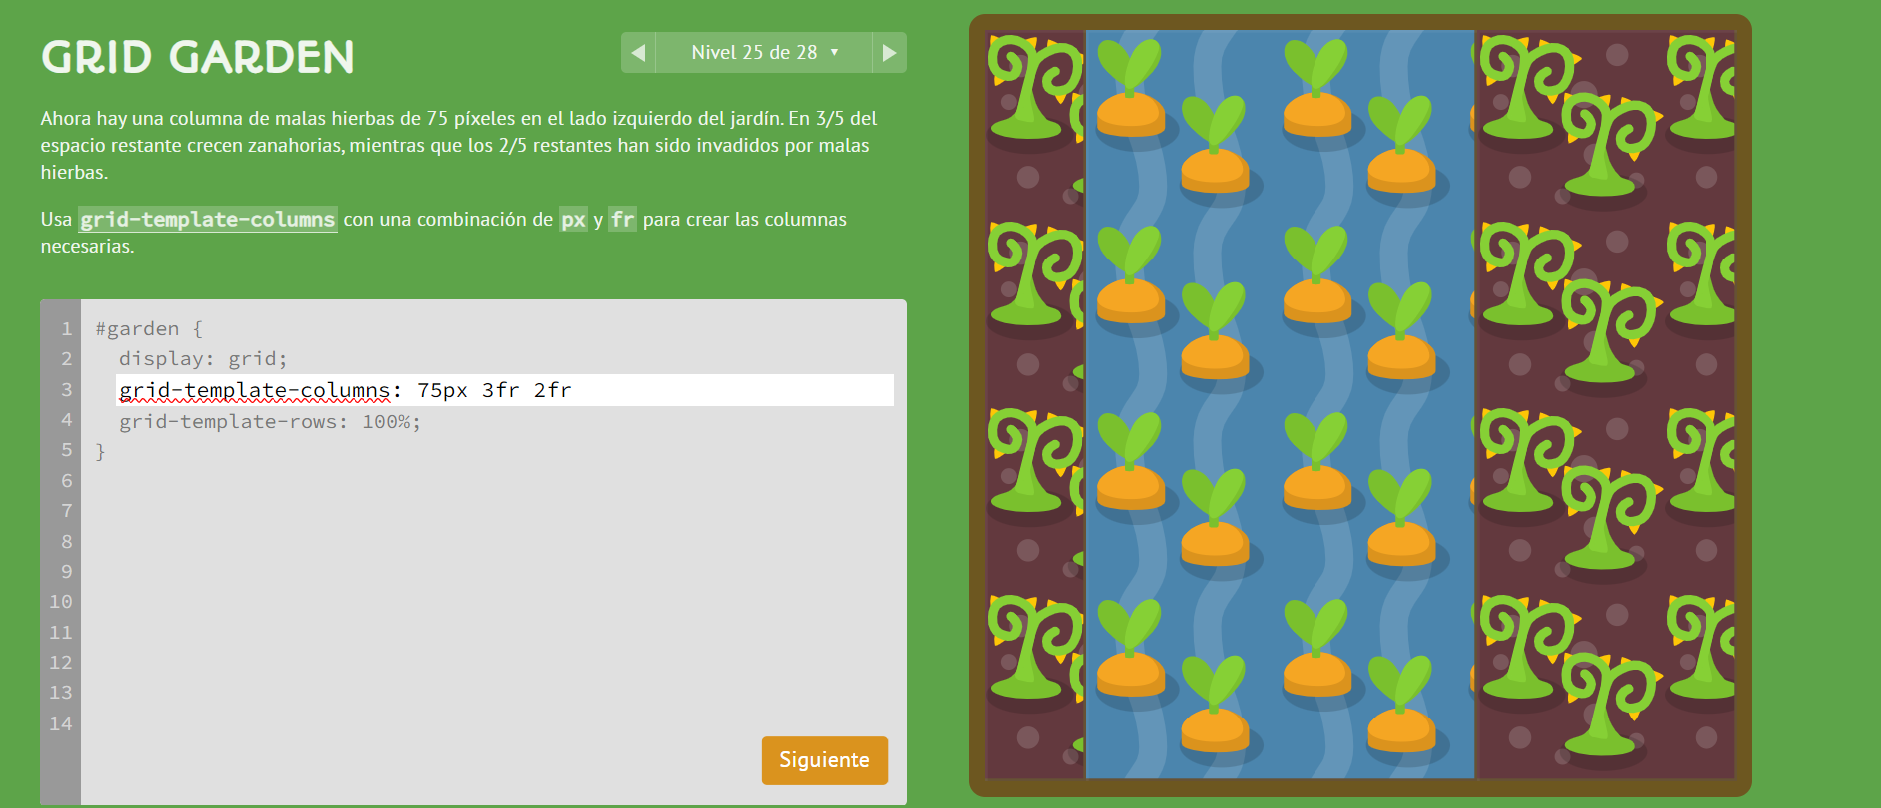 GRID GARDEN
◀ Nivel 25 de 28 ▼ ▶
Ahora hay una columna de malas hierbas de 75 píxeles en el lado izquierdo del jardín. En 3/5 del
espacio restante crecen zanahorias, mientras que los 2/5 restantes han sido invadidos por malas
hierbas.
Usa grid-template-columns con una combinación de px y fr para crear las columnas
necesarias.
1 #garden {
2 display: grid;
3 grid-template-columns: 75px 3fr 2fr
4 grid-template-rows: 100%;
5 }
6
7
8
9
10
11
12
13
14
Siguiente